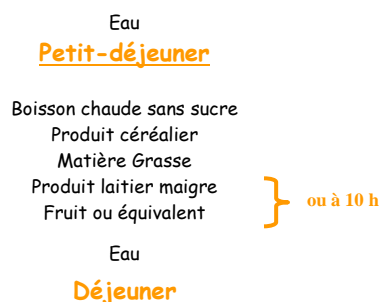 Eau
Petit-déjeuner
Boisson chaude sans sucre
Produit céréalier
Matière Grasse
Produit laitier maigre
Fruit ou équivalent
ou à 10 h
Eau
Déjeuner